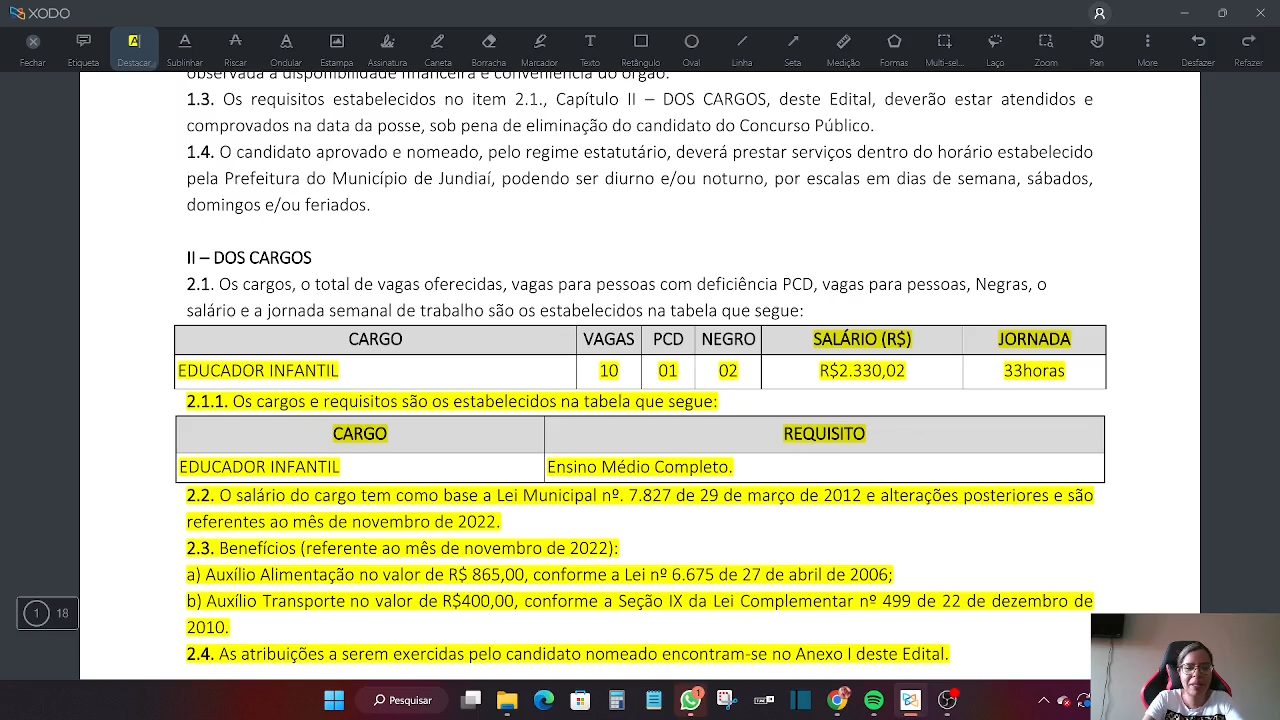 XODO
Fechar
Etiqueta
Destacar
Sublinhar
Riscar
Ondular
Estampa
Assinatura
Caneta
Borracha
Marcador
Texto
Retângulo
Oval
Linha
Seta
Medição
Formas
Multi-sel...
Laço
Zoom
Pan
More
Desfazer
Refazer
1.3. Os requisitos estabelecidos no item 2.1., Capítulo II – DOS CARGOS, deste Edital, deverão estar atendidos e
comprovados na data da posse, sob pena de eliminação do candidato do Concurso Público.
1.4. O candidato aprovado e nomeado, pelo regime estatutário, deverá prestar serviços dentro do horário estabelecido
pela Prefeitura do Município de Jundiaí, podendo ser diurno e/ou noturno, por escalas em dias de semana, sábados,
domingos e/ou feriados.
II – DOS CARGOS
2.1. Os cargos, o total de vagas oferecidas, vagas para pessoas com deficiência PCD, vagas para pessoas, Negras, o
salário e a jornada semanal de trabalho são os estabelecidos na tabela que segue:
CARGO VAGAS PCD NEGRO SALÁRIO (R$) JORNADA
EDUCADOR INFANTIL 10 01 02 R$2.330,02 33horas
2.1.1. Os cargos e requisitos são os estabelecidos na tabela que segue:
CARGO REQUISITO
EDUCADOR INFANTIL Ensino Médio Completo.
2.2. O salário do cargo tem como base a Lei Municipal nº. 7.827 de 29 de março de 2012 e alterações posteriores e são
referentes ao mês de novembro de 2022.
2.3. Benefícios (referente ao mês de novembro de 2022):
a) Auxílio Alimentação no valor de R$ 865,00, conforme a Lei nº 6.675 de 27 de abril de 2006;
b) Auxílio Transporte no valor de R$400,00, conforme a Seção IX da Lei Complementar nº 499 de 22 de dezembro de
2010.
2.4. As atribuições a serem exercidas pelo candidato nomeado encontram-se no Anexo I deste Edital.
1 18
Pesquisar
1